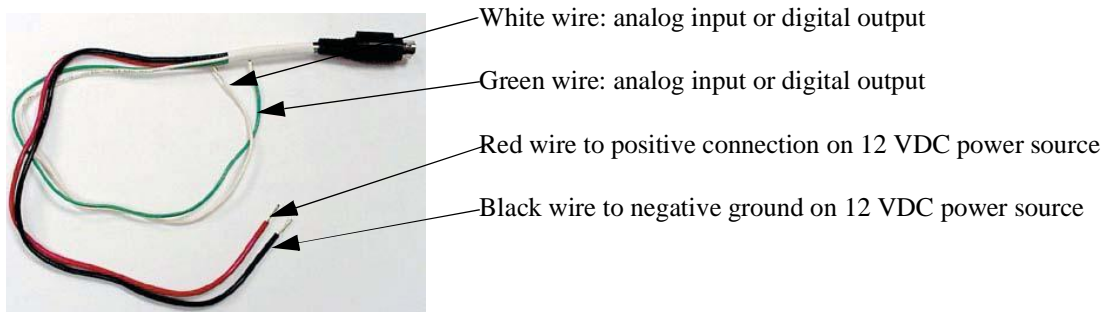 White wire: analog input or digital output
Green wire: analog input or digital output
Red wire to positive connection on 12 VDC power source
Black wire to negative ground on 12 VDC power source